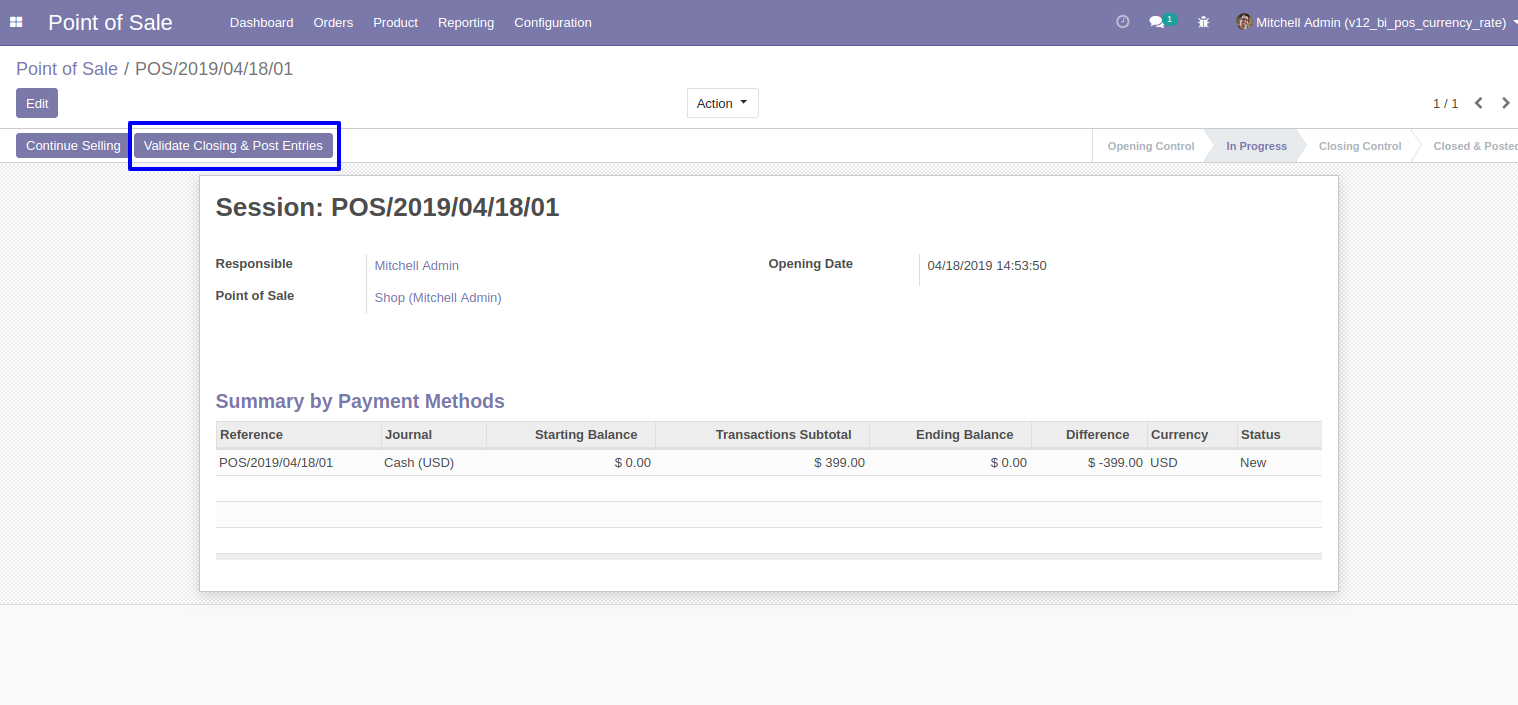 Point of Sale Dashboard Orders Product Reporting Configuration 1 Mitchell Admin (v12_bi_pos_currency_rate)
Point of Sale / POS/2019/04/18/01
Edit Action 1 / 1
Continue Selling Validate Closing & Post Entries Opening Control In Progress Closing Control Closed & Posted
Session: POS/2019/04/18/01
Responsible Mitchell Admin Opening Date 04/18/2019 14:53:50
Point of Sale Shop (Mitchell Admin)
Summary by Payment Methods
Reference Journal Starting Balance Transactions Subtotal Ending Balance Difference Currency Status
POS/2019/04/18/01 Cash (USD) $ 0.00 $ 399.00 $ 0.00 $ -399.00 USD New